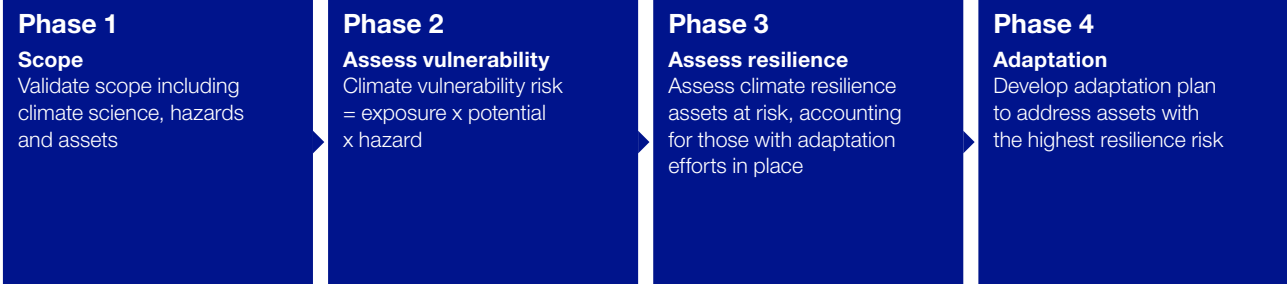 Phase 1
Scope
Validate scope including
climate science, hazards
and assets
Phase 2
Assess vulnerability
Climate vulnerability risk
= exposure x potential
x hazard
Phase 3
Assess resilience
Assess climate resilience
assets at risk, accounting
for those with adaptation
efforts in place
Phase 4
Adaptation
Develop adaptation plan
to address assets with
the highest resilience risk